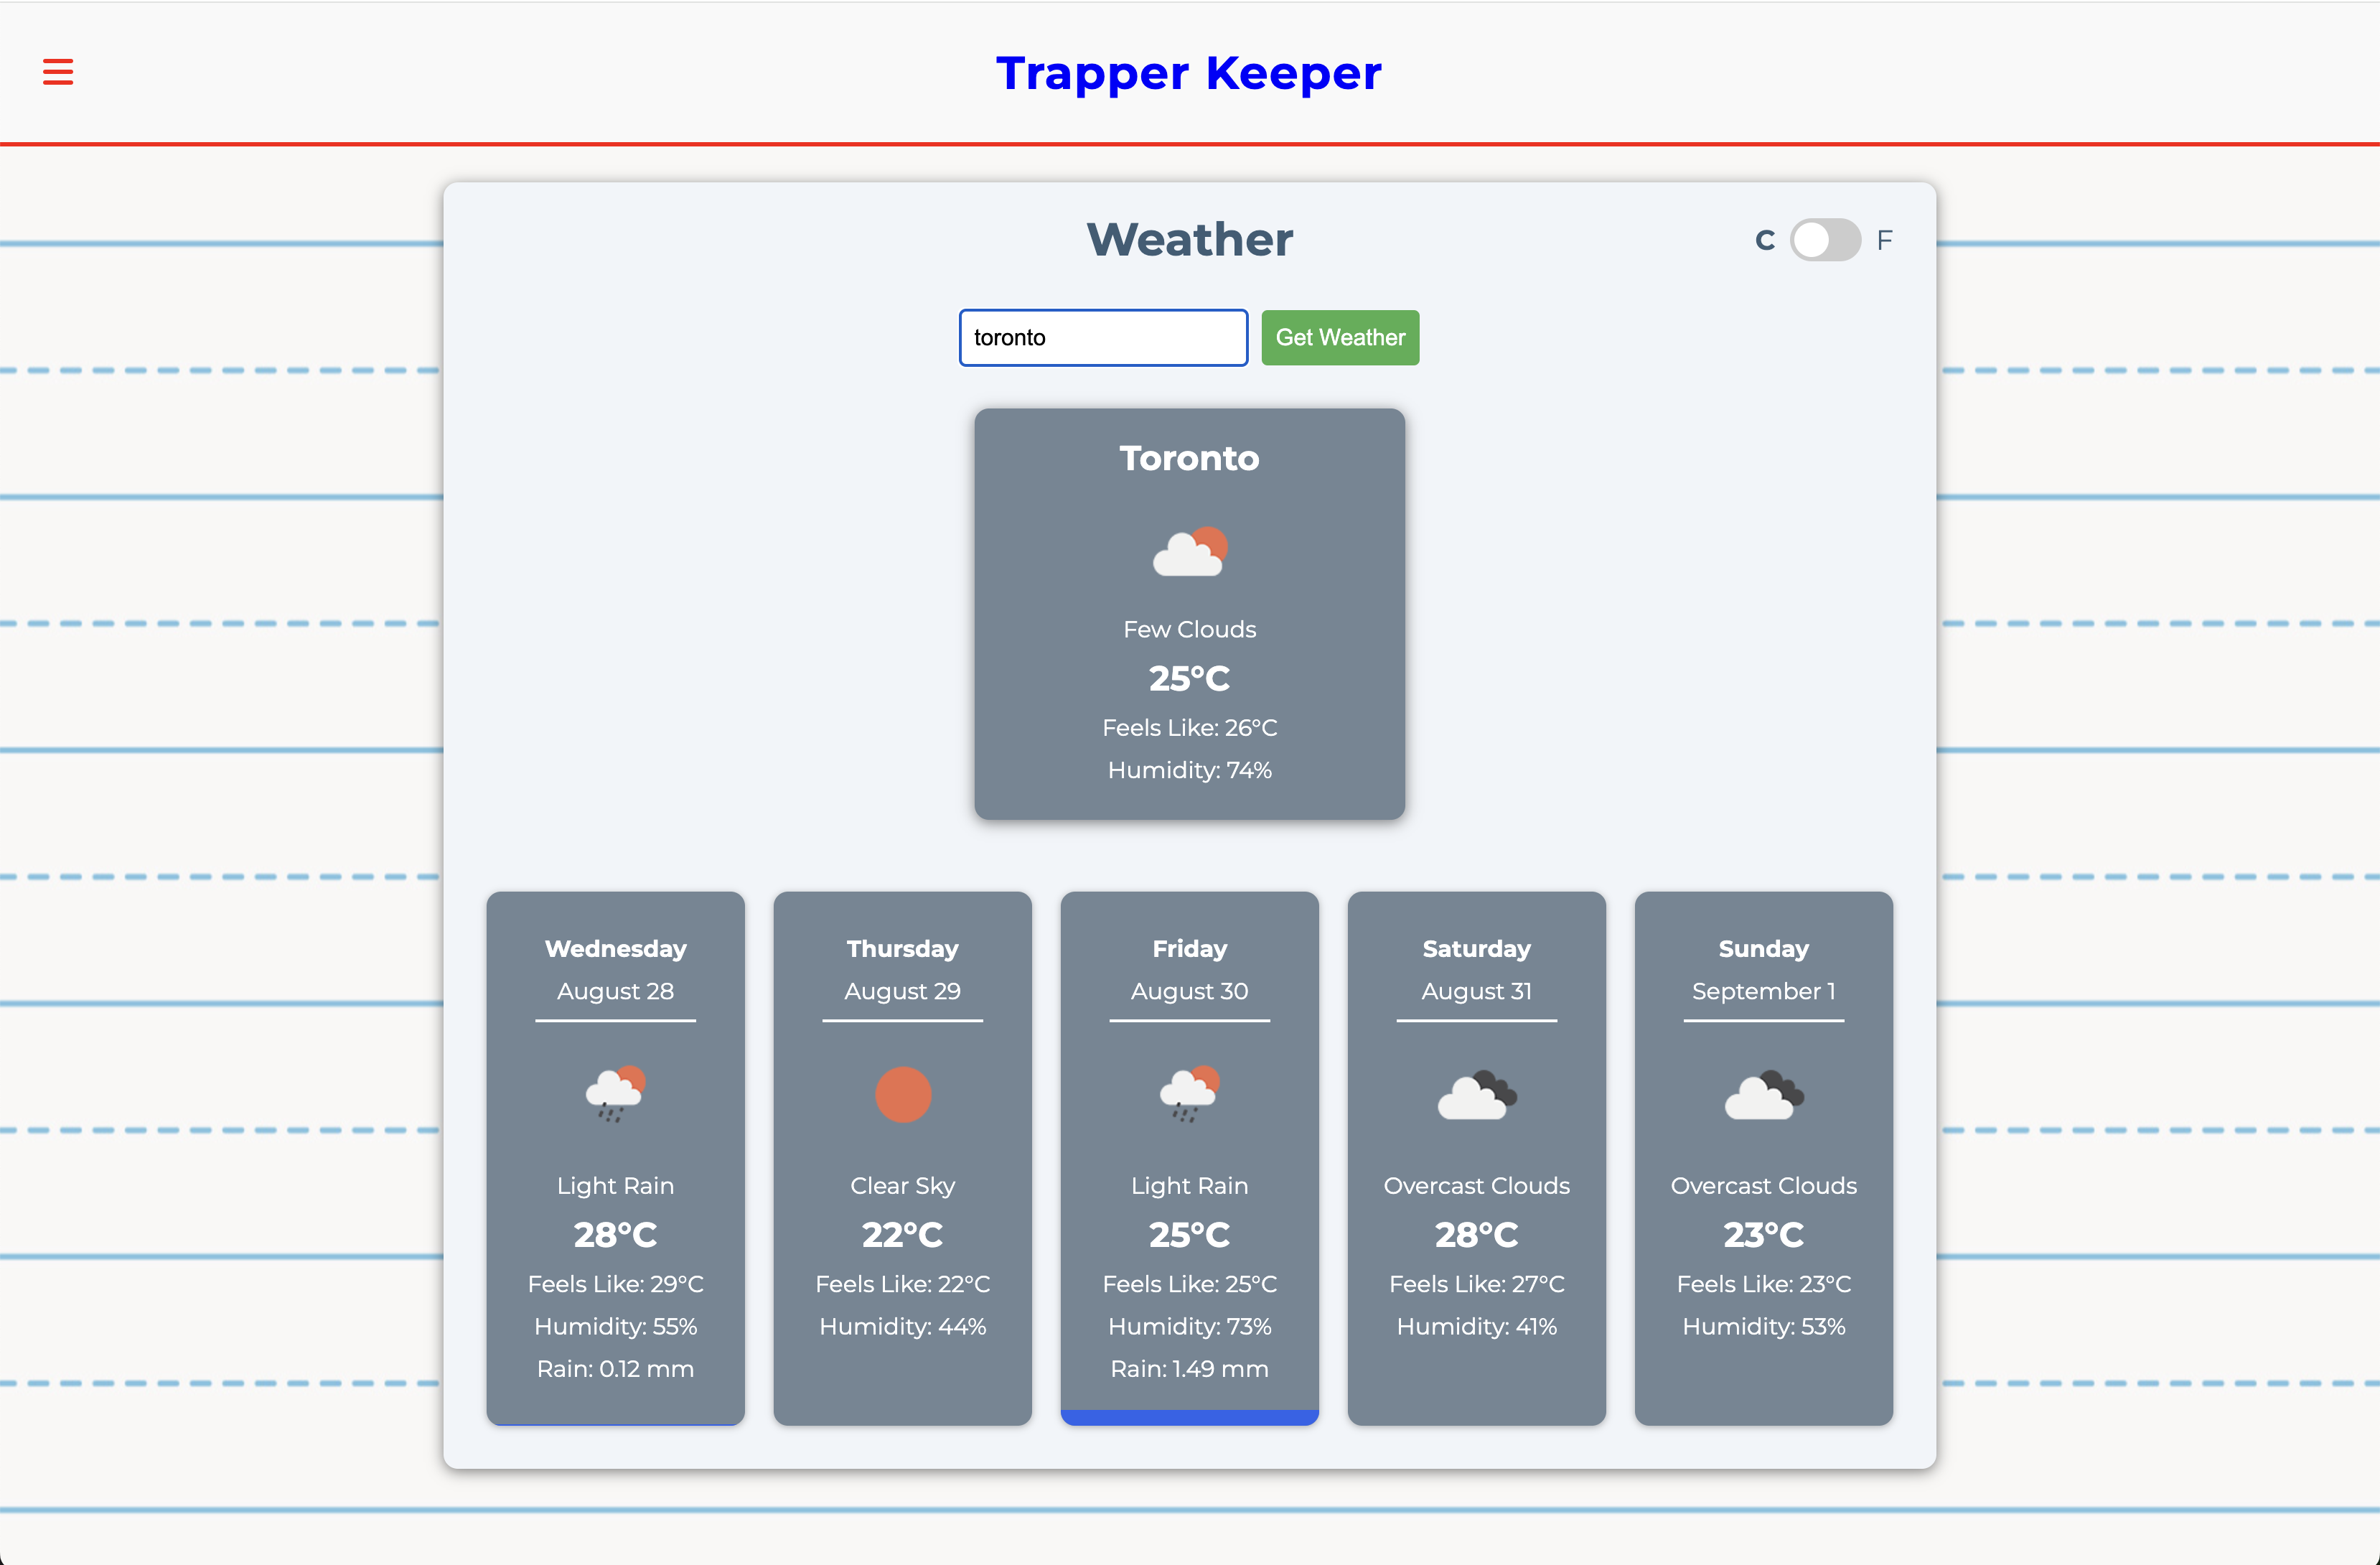 Trapper Keeper
Weather
C F
toronto
Get Weather
Toronto
Few Clouds
25°C
Feels Like: 26°C
Humidity: 74%
Wednesday
August 28
Light Rain
28°C
Feels Like: 29°C
Humidity: 55%
Rain: 0.12 mm
Thursday
August 29
Clear Sky
22°C
Feels Like: 22°C
Humidity: 44%
Friday
August 30
Light Rain
25°C
Feels Like: 25°C
Humidity: 73%
Rain: 1.49 mm
Saturday
August 31
Overcast Clouds
28°C
Feels Like: 27°C
Humidity: 41%
Sunday
September 1
Overcast Clouds
23°C
Feels Like: 23°C
Humidity: 53%